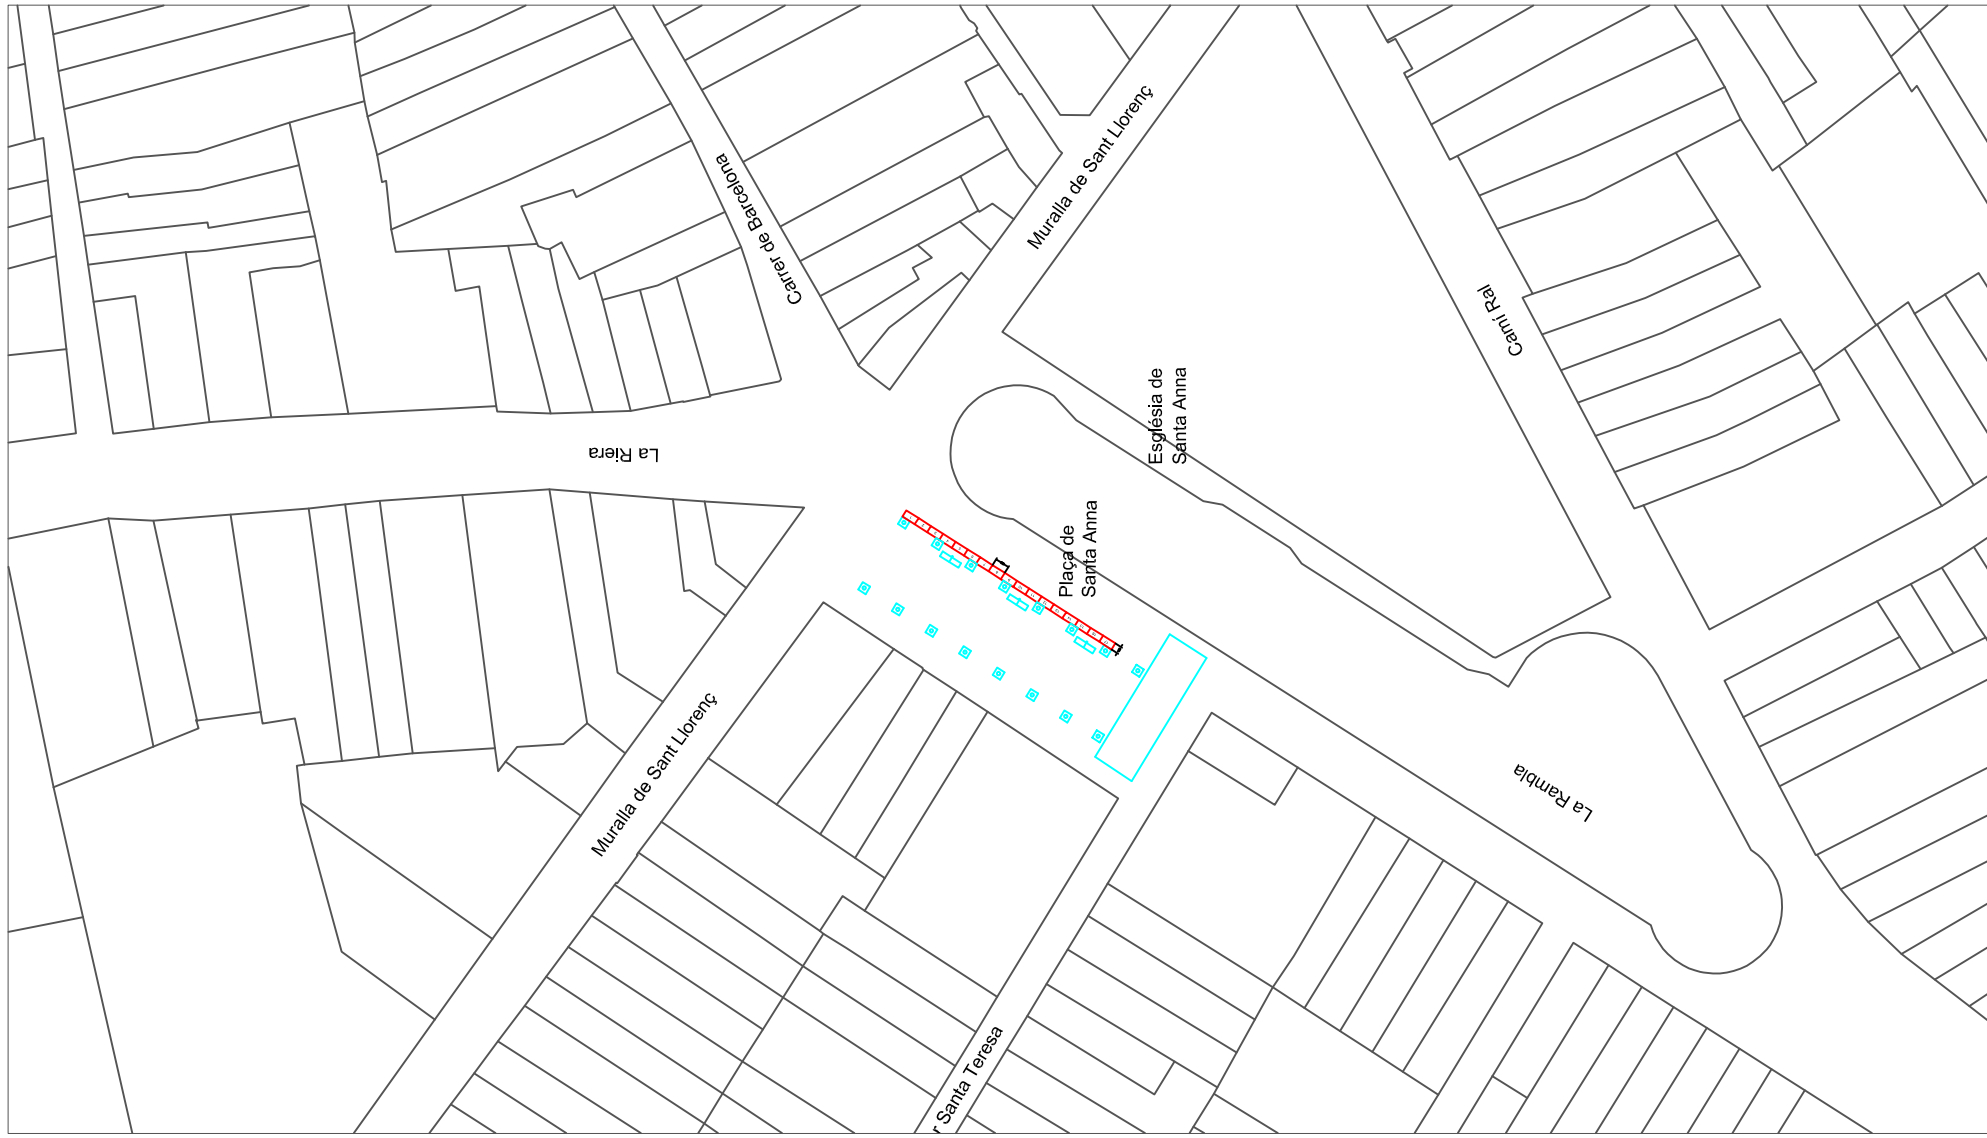 Muralla de Sant Llorenç
Carrer de Barcelona
Camí Ral
Església de
Santa Anna
La Riera
Plaça de
Santa Anna
Muralla de Sant Llorenç
La Rambla
r Santa Teresa